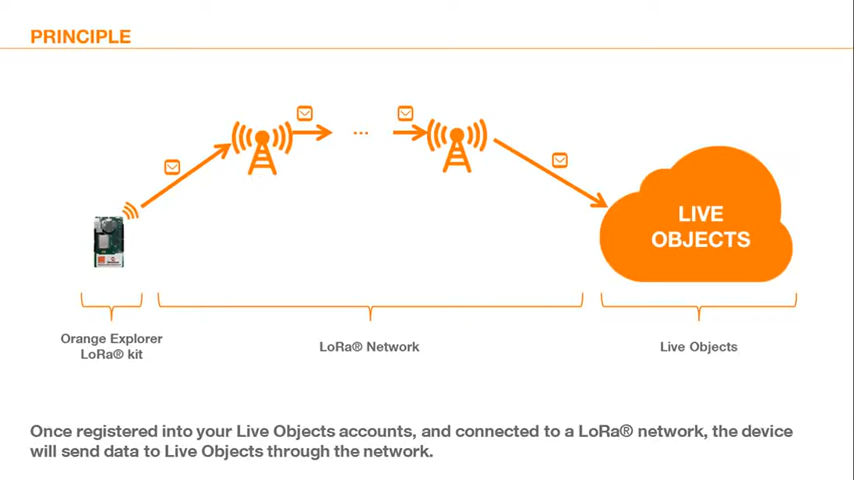 PRINCIPLE
...
LIVE
OBJECTS
Orange Explorer
LoRa® kit
LoRa® Network
Live Objects
Once registered into your Live Objects accounts, and connected to a LoRa® network, the device
will send data to Live Objects through the network.